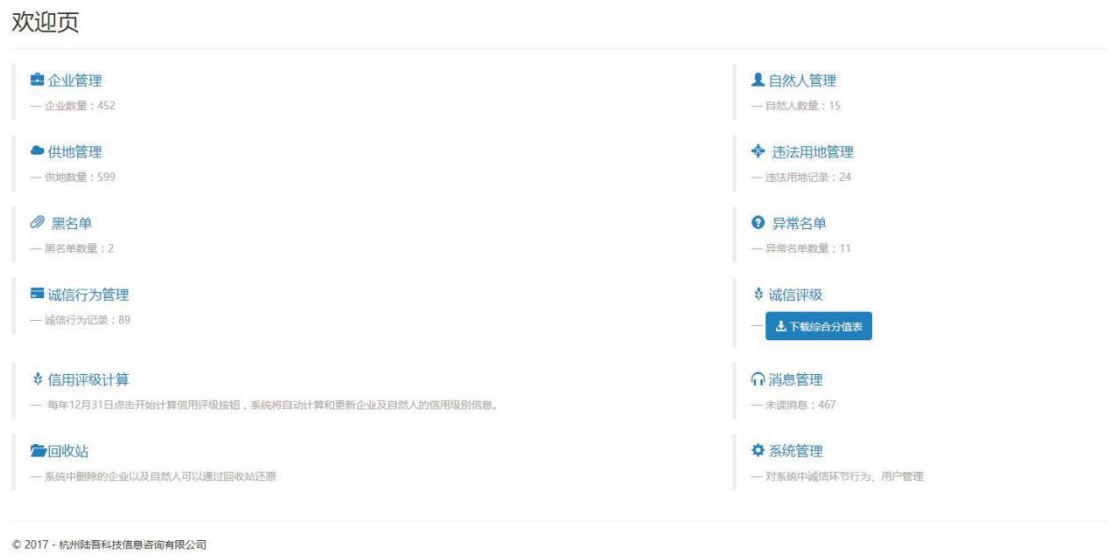 欢迎页
企业管理
— 企业数量：452
自然人管理
— 自然人数量：15
供地管理
— 供地数量：599
违法用地管理
— 违法用地记录：24
黑名单
— 黑名单数量：2
异常名单
— 异常名单数量：11
诚信行为管理
— 诚信行为记录：89
诚信评级
— 下载综合分值表
信用评级计算
— 每年12月31日点击开始计算信用评级按钮，系统将自动计算和更新企业及自然人的信用级别信息。
消息管理
— 未读消息：467
回收站
— 系统中删除的企业以及自然人可以通过回收站还原
系统管理
— 对系统中诚信环节行为、用户管理
© 2017 - 杭州陆吾科技信息咨询有限公司